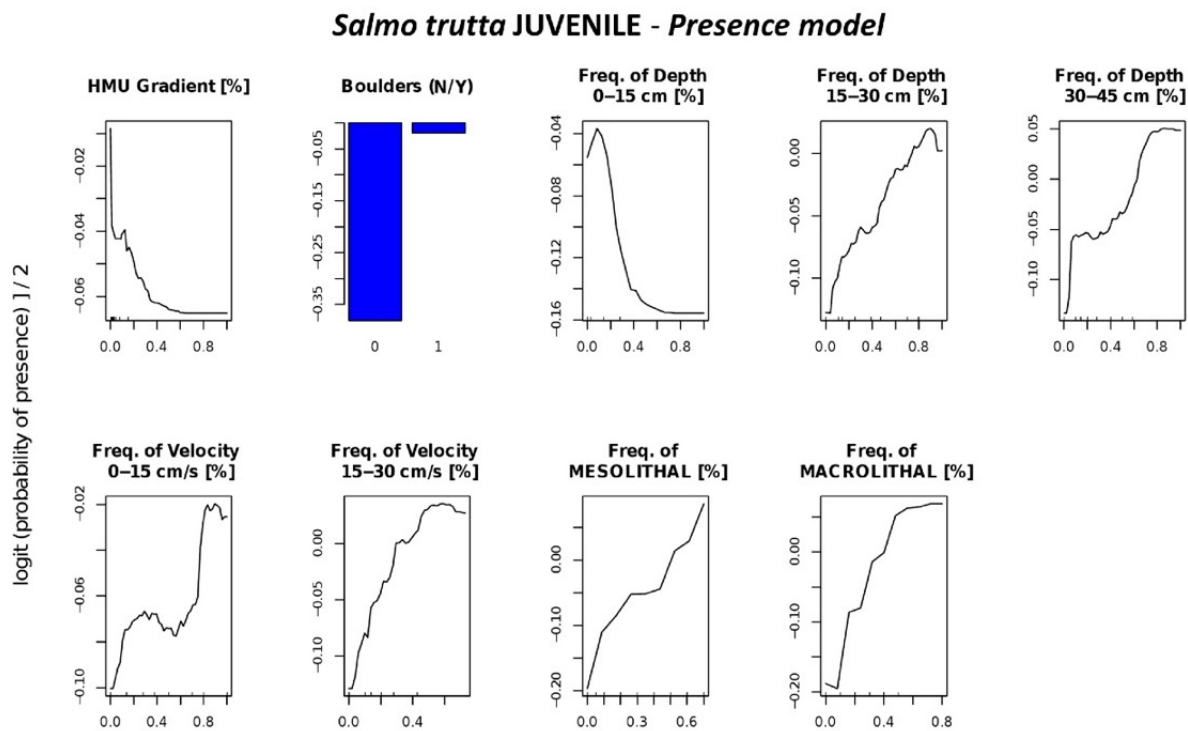 Salmo trutta JUVENILE - Presence model
logit (probability of presence) ] / 2
HMU Gradient [%]
-0.02
-0.04
-0.06
0.0 0.4 0.8
Boulders (N/Y)
-0.05
-0.15
-0.25
-0.35
0 1
Freq. of Depth
0–15 cm [%]
-0.04
-0.08
-0.12
-0.16
0.0 0.4 0.8
Freq. of Depth
15–30 cm [%]
0.00
-0.05
-0.10
0.0 0.4 0.8
Freq. of Depth
30–45 cm [%]
0.05
0.00
-0.05
-0.10
0.0 0.4 0.8
Freq. of Velocity
0–15 cm/s [%]
-0.02
-0.06
-0.10
0.0 0.4 0.8
Freq. of Velocity
15–30 cm/s [%]
0.00
-0.05
-0.10
0.0 0.4
Freq. of
MESOLITHAL [%]
0.00
-0.10
-0.20
0.0 0.3 0.6
Freq. of
MACROLITHAL [%]
0.00
-0.10
-0.20
0.0 0.4 0.8